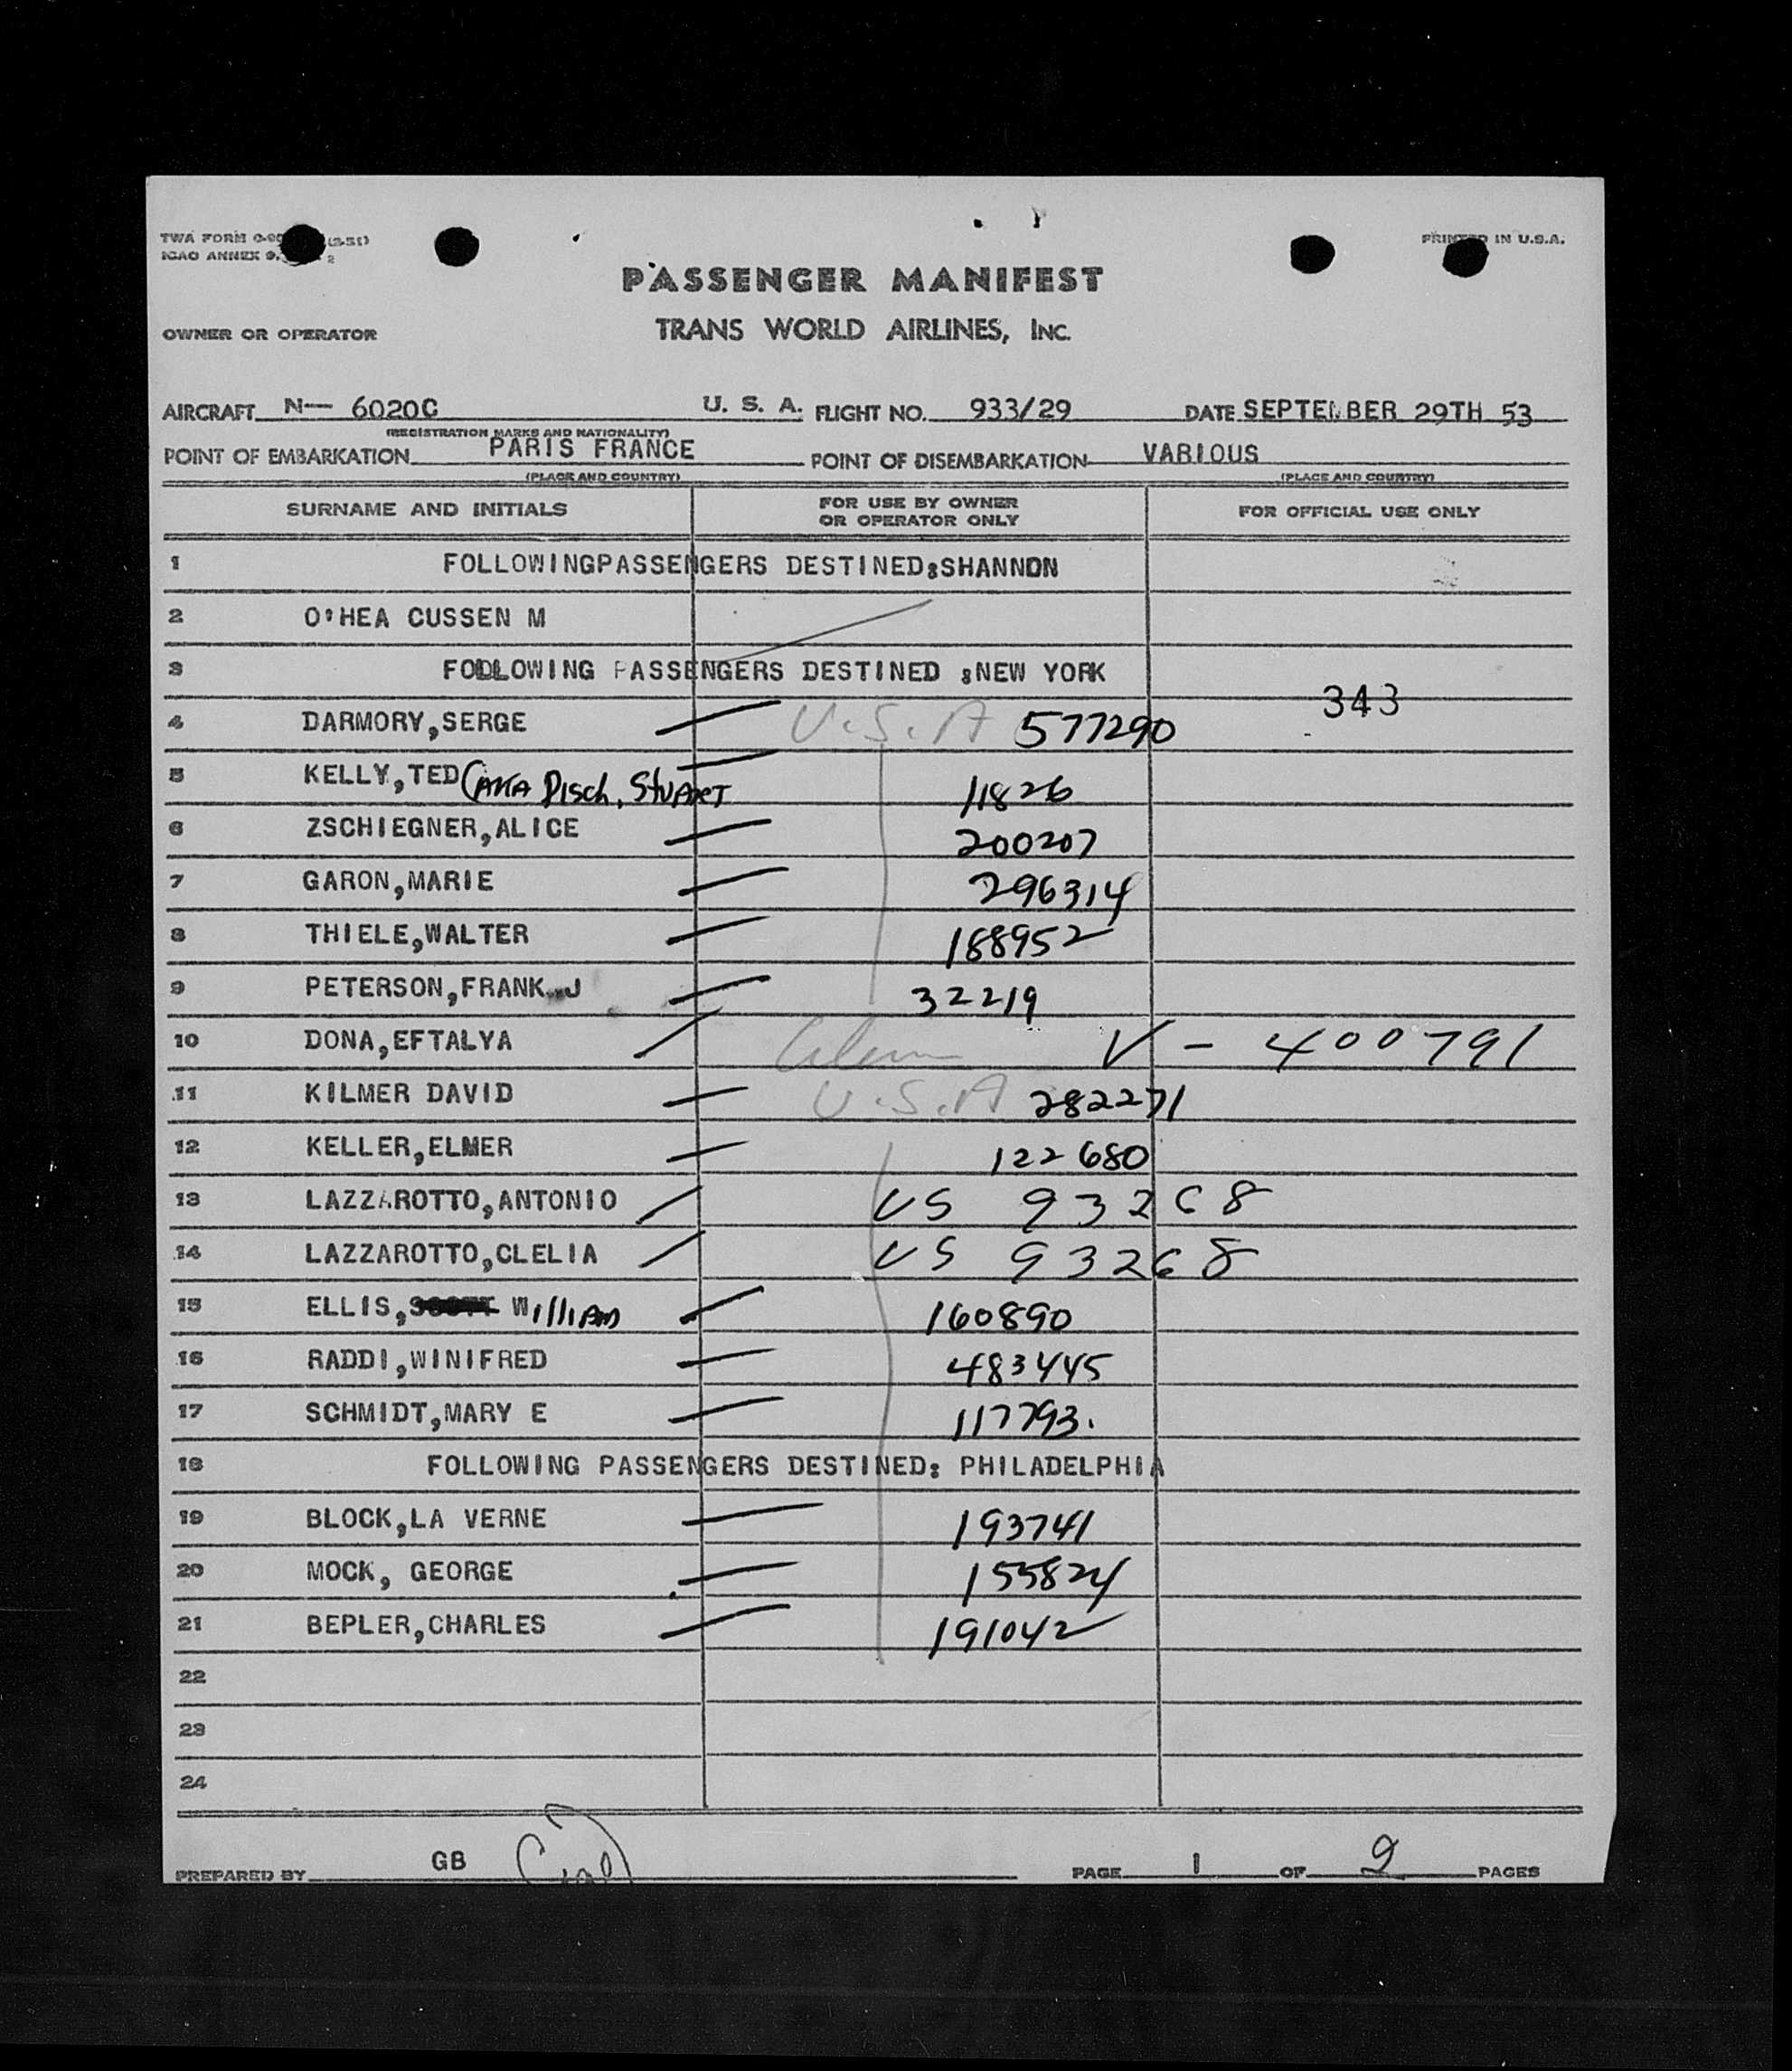 TWA FORM
ICAO ANNEX 9.
PRINTED IN U.S.A.
PASSENGER MANIFEST
OWNER OR OPERATOR TRANS WORLD AIRLINES, INC.
AIRCRAFT N-- 6020C U. S. A. FLIGHT NO. 933/29 DATE SEPTEMBER 29TH 53
(REGISTRATION MARKS AND NATIONALITY)
POINT OF EMBARKATION PARIS FRANCE POINT OF DISEMBARKATION VARIOUS
(PLACE AND COUNTRY) (PLACE AND COUNTRY)
SURNAME AND INITIALS FOR USE BY OWNER OR OPERATOR ONLY FOR OFFICIAL USE ONLY
1 FOLLOWINGPASSENGERS DESTINED:SHANNON
2 O'HEA CUSSEN M
3 FODLOWING PASSENGERS DESTINED :NEW YORK
343
4 DARMORY,SERGE U.S.A 577290
5 KELLY,TED (AKA Disch, Stuart 11826
6 ZSCHIEGNER,ALICE 200207
7 GARON,MARIE 296314
8 THIELE,WALTER 188952
9 PETERSON,FRANK J 32219
10 DONA,EFTALYA Alien V - 400791
11 KILMER DAVID U.S.A 282271
12 KELLER,ELMER 122680
13 LAZZAROTTO,ANTONIO US 93268
14 LAZZAROTTO,CLELIA US 93268
15 ELLIS,SCOTT William 160890
16 RADDI,WINIFRED 483445
17 SCHMIDT,MARY E 117793.
18 FOLLOWING PASSENGERS DESTINED: PHILADELPHIA
19 BLOCK,LA VERNE 193741
20 MOCK, GEORGE 155824
21 BEPLER,CHARLES 191042
22
23
24
PREPARED BY GB PAGE 1 OF 2 PAGES